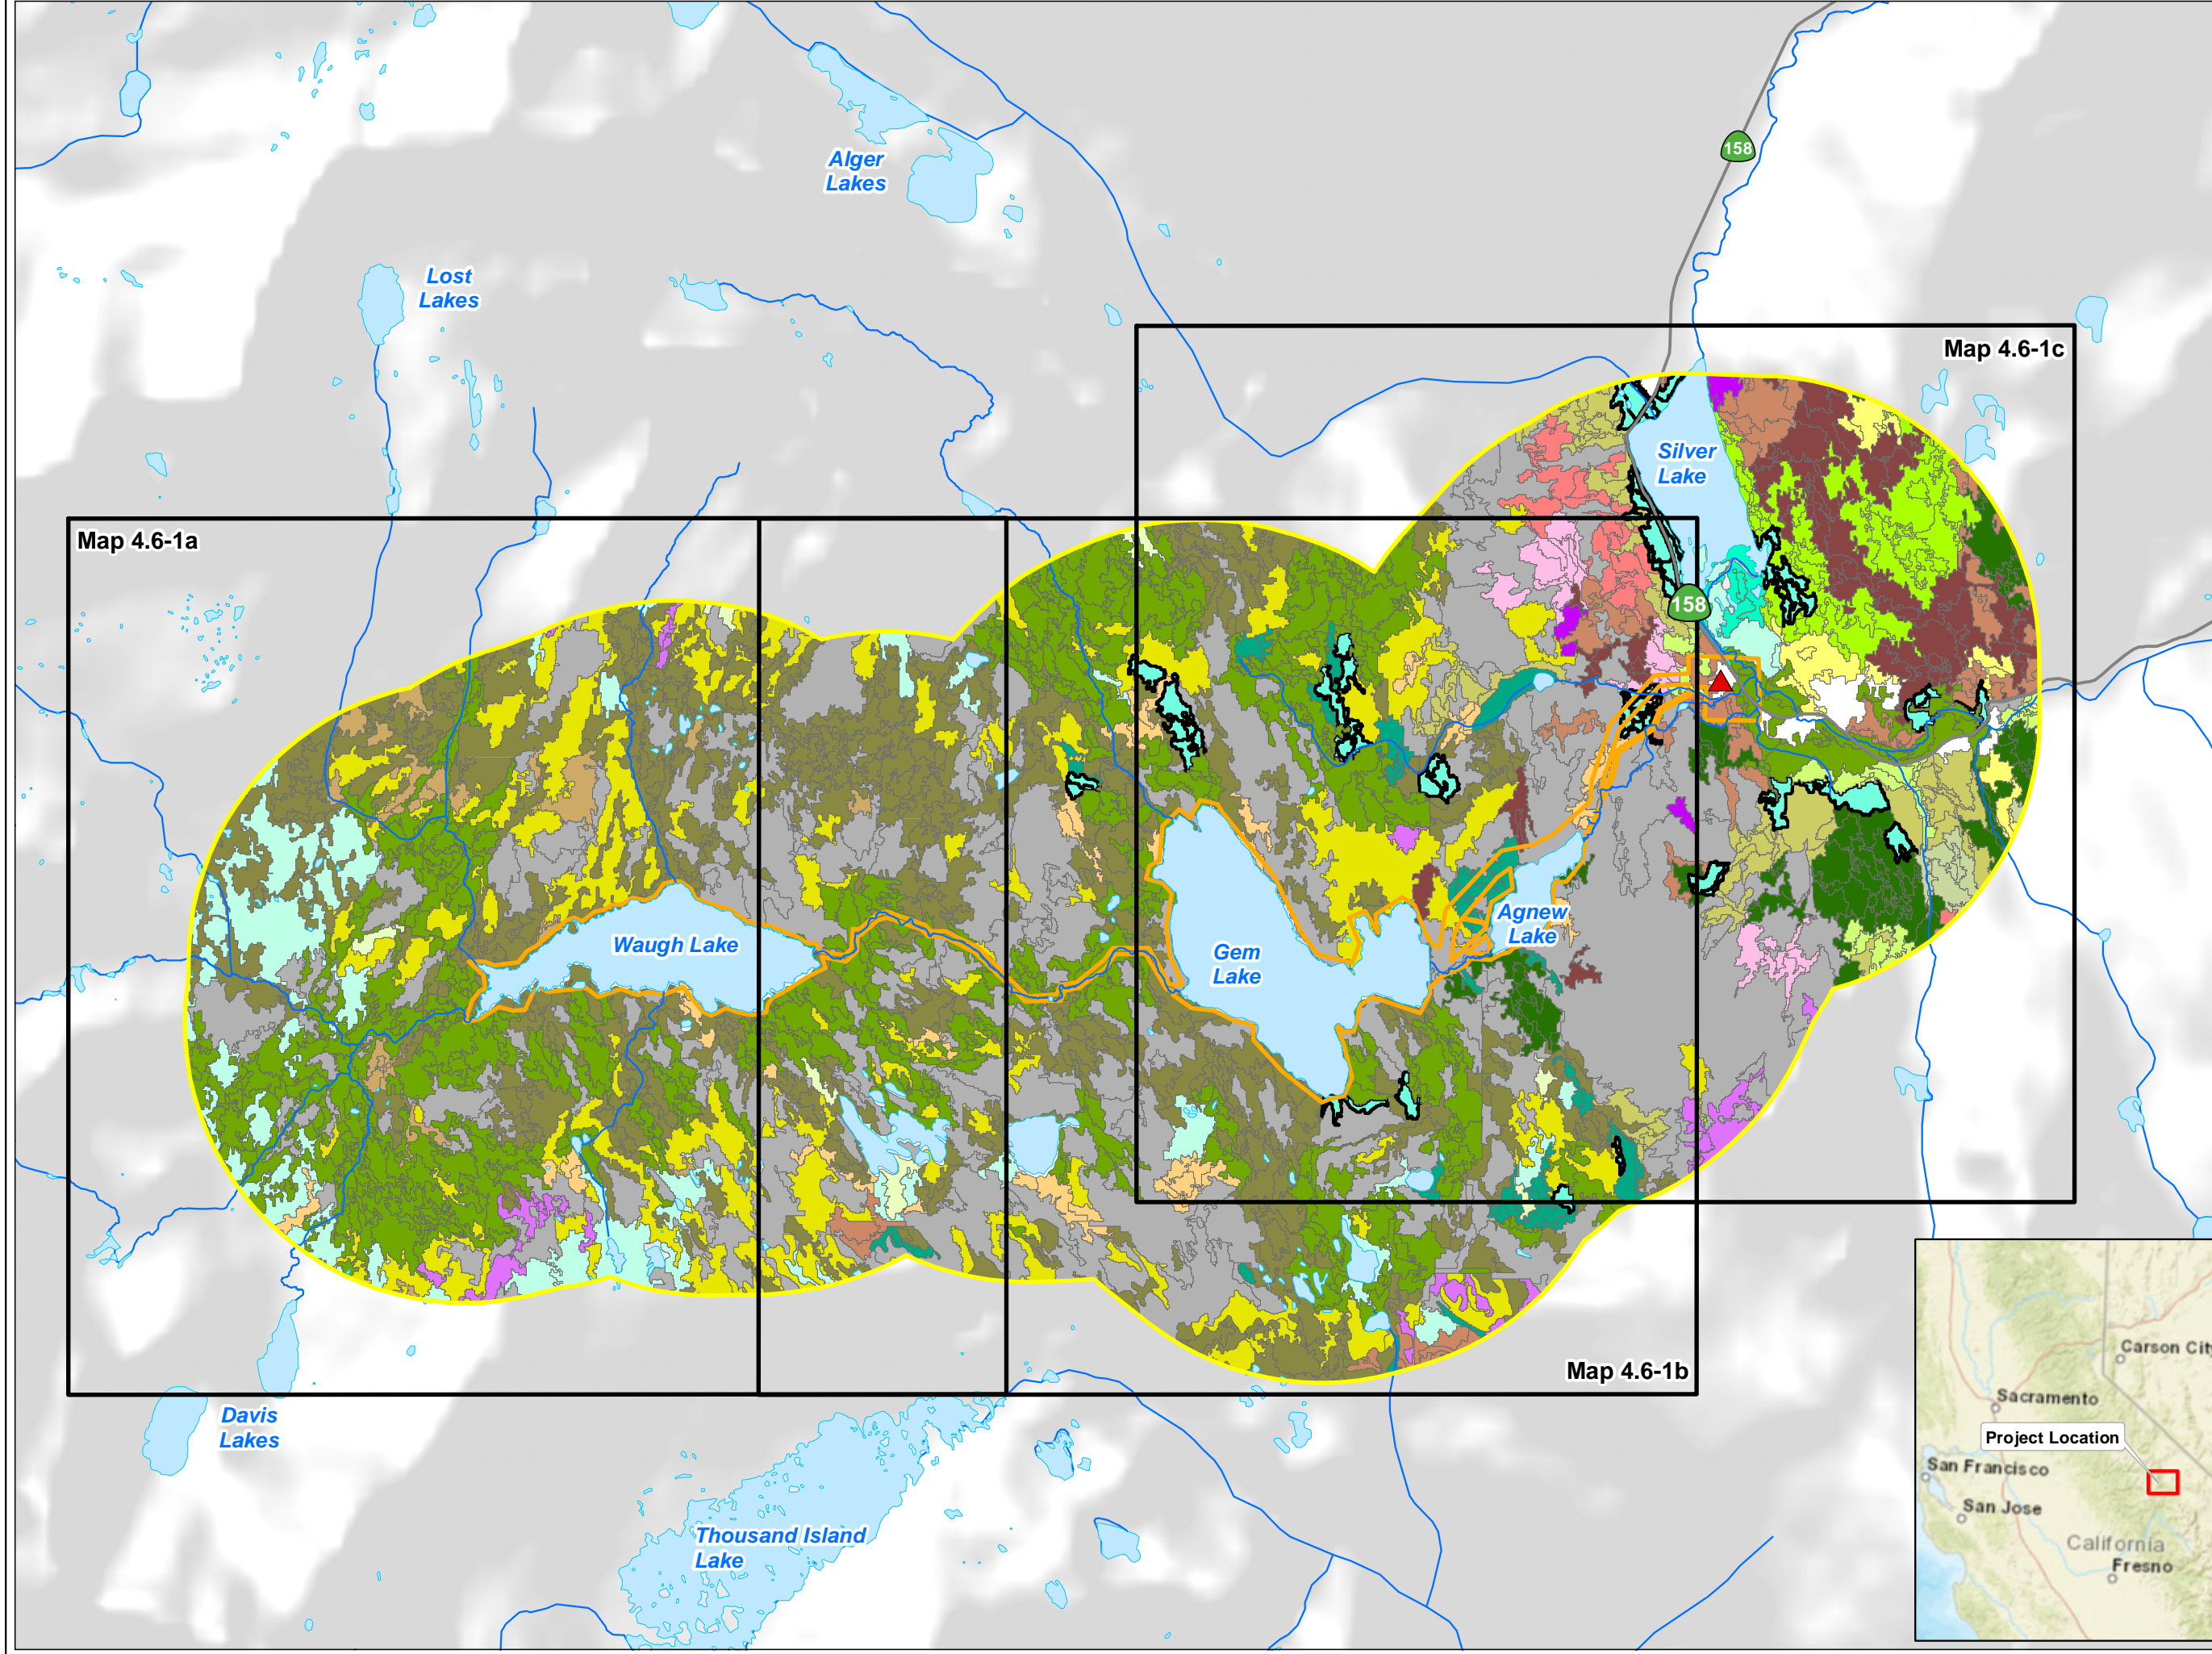 158
Alger
Lakes
Lost
Lakes
Map 4.6-1c
Silver
Lake
Map 4.6-1a
158
Agnew
Lake
Waugh Lake
Gem
Lake
Map 4.6-1b
Davis
Lakes
Thousand Island
Lake
Carson
Sacramento
Project Location
San Francisco
San Jose
California
Fresno